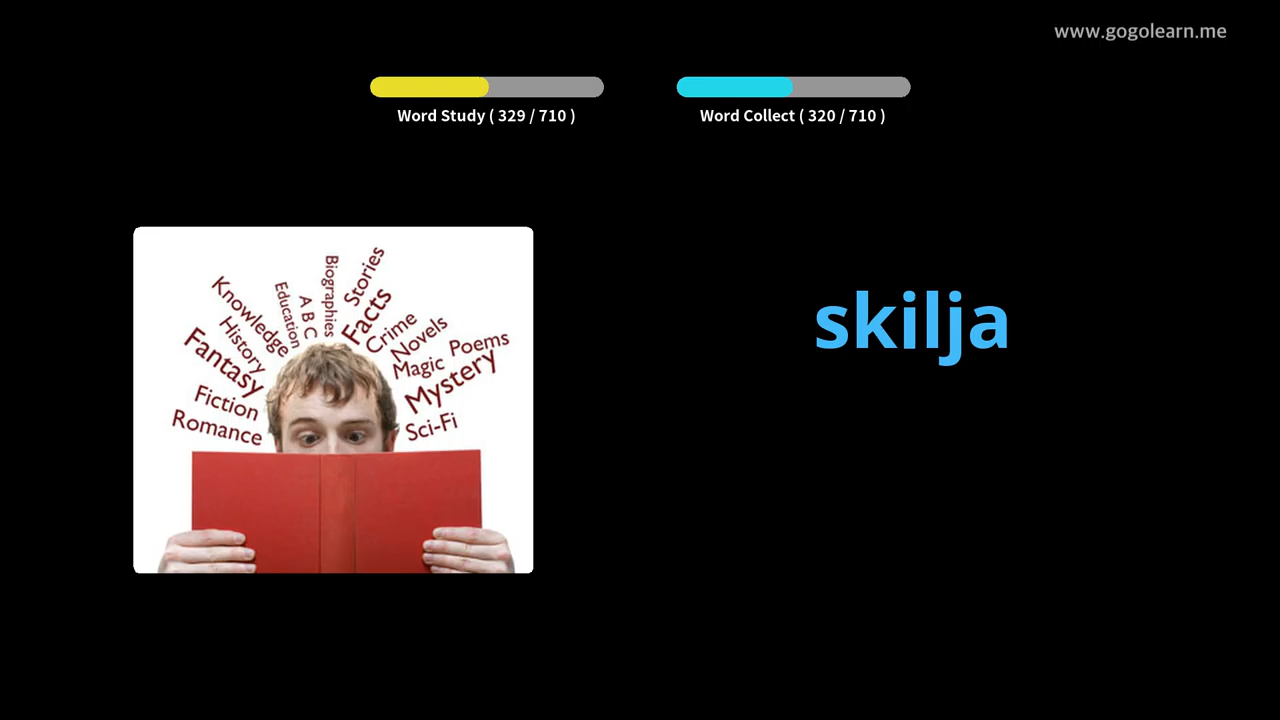 www.gogolearn.me
Word Study ( 329 / 710 )
Word Collect ( 320 / 710 )
Knowledge
History
Fantasy
Fiction
Romance
Education
A B C
Biographies
Stories
Facts
Crime
Novels
Magic
Poems
Mystery
Sci-Fi
skilja